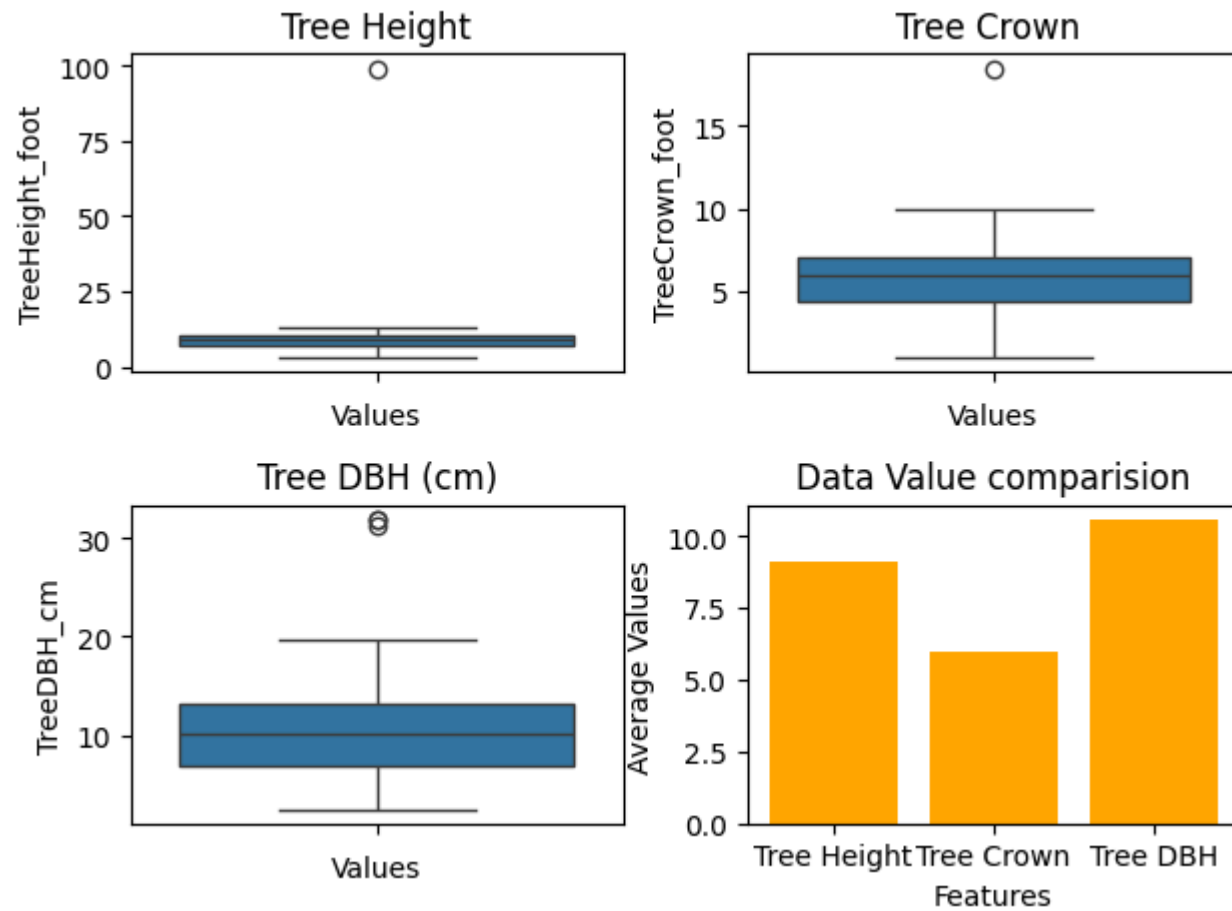 Tree Height
TreeHeight_foot
100
75
50
25
0
Values
Tree Crown
TreeCrown_foot
15
10
5
Values
Tree DBH (cm)
TreeDBH_cm
30
20
10
Values
Data Value comparision
Average Values
10.0
7.5
5.0
2.5
0.0
Tree Height Tree Crown Tree DBH
Features